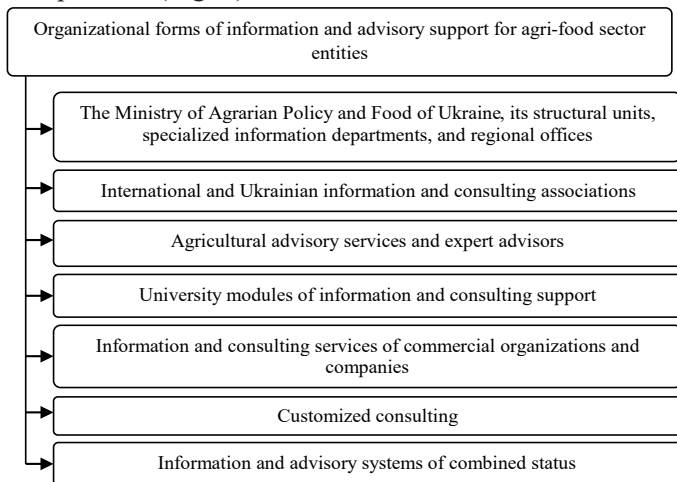 Organizational forms of information and advisory support for agri-food sector
entities
The Ministry of Agrarian Policy and Food of Ukraine, its structural units,
specialized information departments, and regional offices
International and Ukrainian information and consulting associations
Agricultural advisory services and expert advisors
University modules of information and consulting support
Information and consulting services of commercial organizations and
companies
Customized consulting
Information and advisory systems of combined status